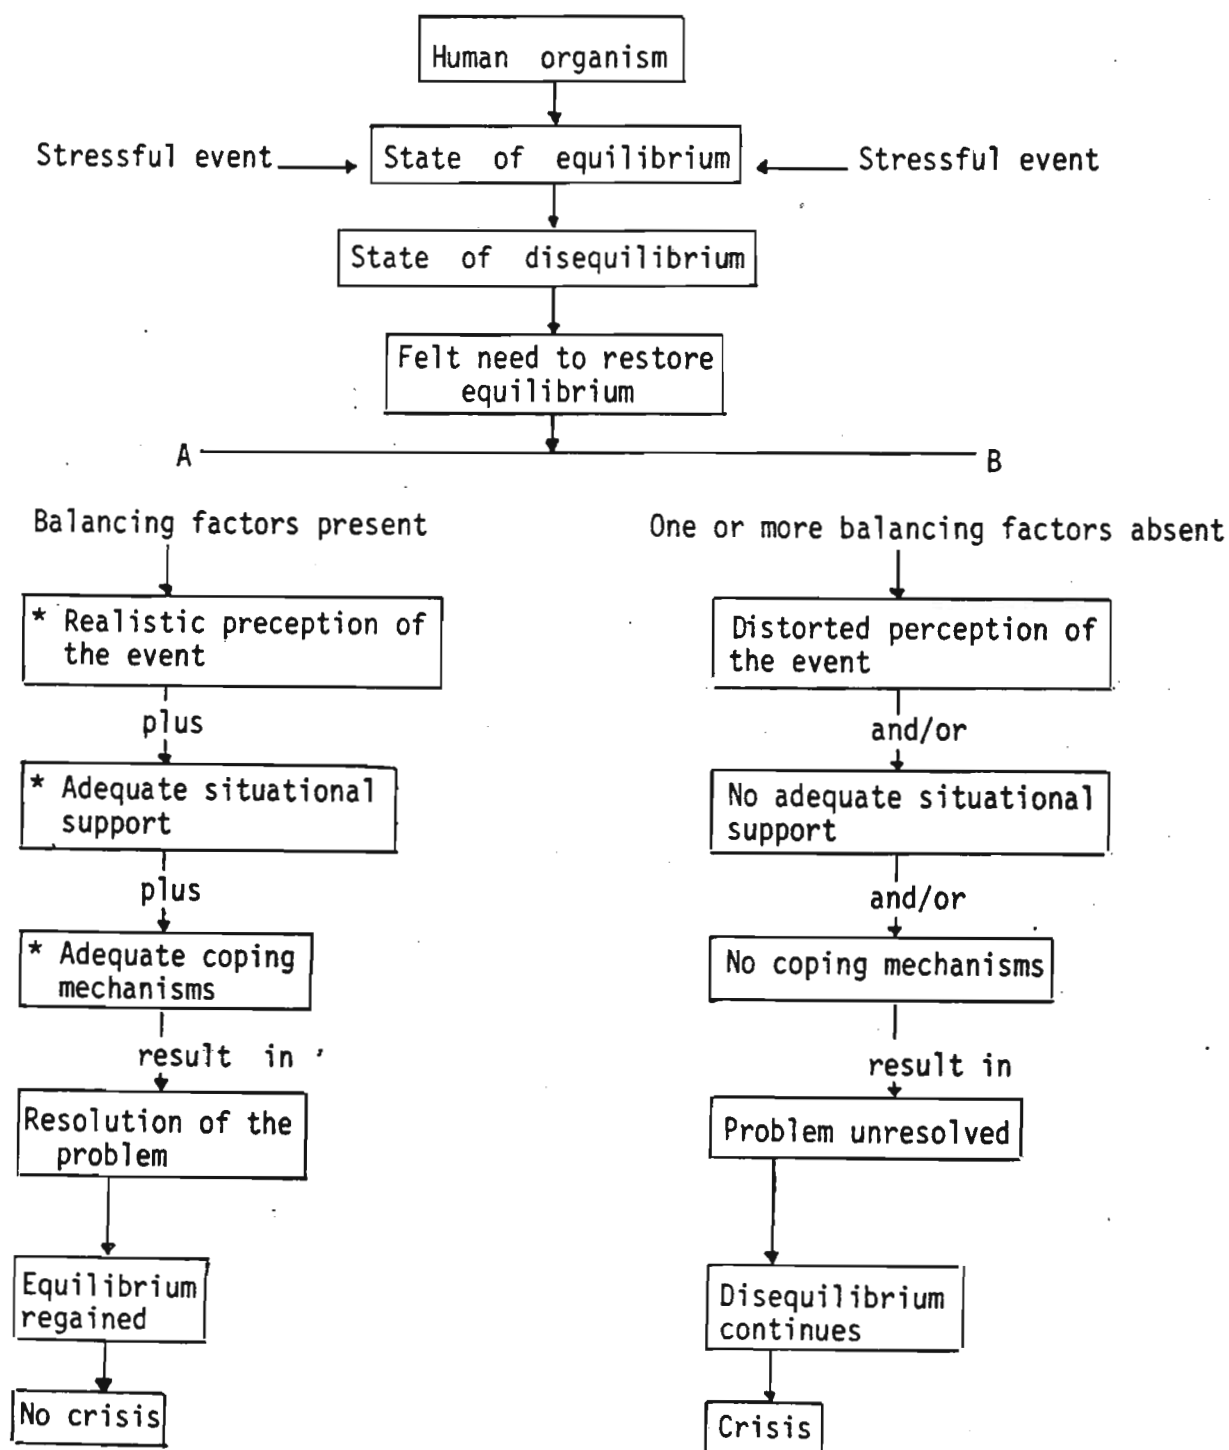 Human organism
Stressful event
State of equilibrium
Stressful event
State of disequilibrium
Felt need to restore
equilibrium
A
B
Balancing factors present
* Realistic preception of
the event
plus
* Adequate situational
support
plus
* Adequate coping
mechanisms
result in
Resolution of the
problem
Equilibrium
regained
No crisis
One or more balancing factors absent
Distorted perception of
the event
and/or
No adequate situational
support
and/or
No coping mechanisms
result in
Problem unresolved
Disequilibrium
continues
Crisis